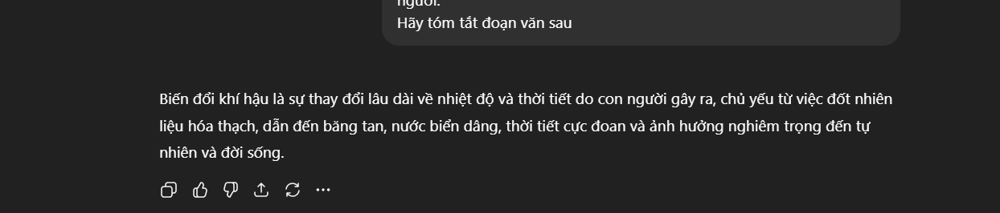 người.
Hãy tóm tắt đoạn văn sau
Biến đổi khí hậu là sự thay đổi lâu dài về nhiệt độ và thời tiết do con người gây ra, chủ yếu từ việc đốt nhiên
liệu hóa thạch, dẫn đến băng tan, nước biển dâng, thời tiết cực đoan và ảnh hưởng nghiêm trọng đến tự
nhiên và đời sống.